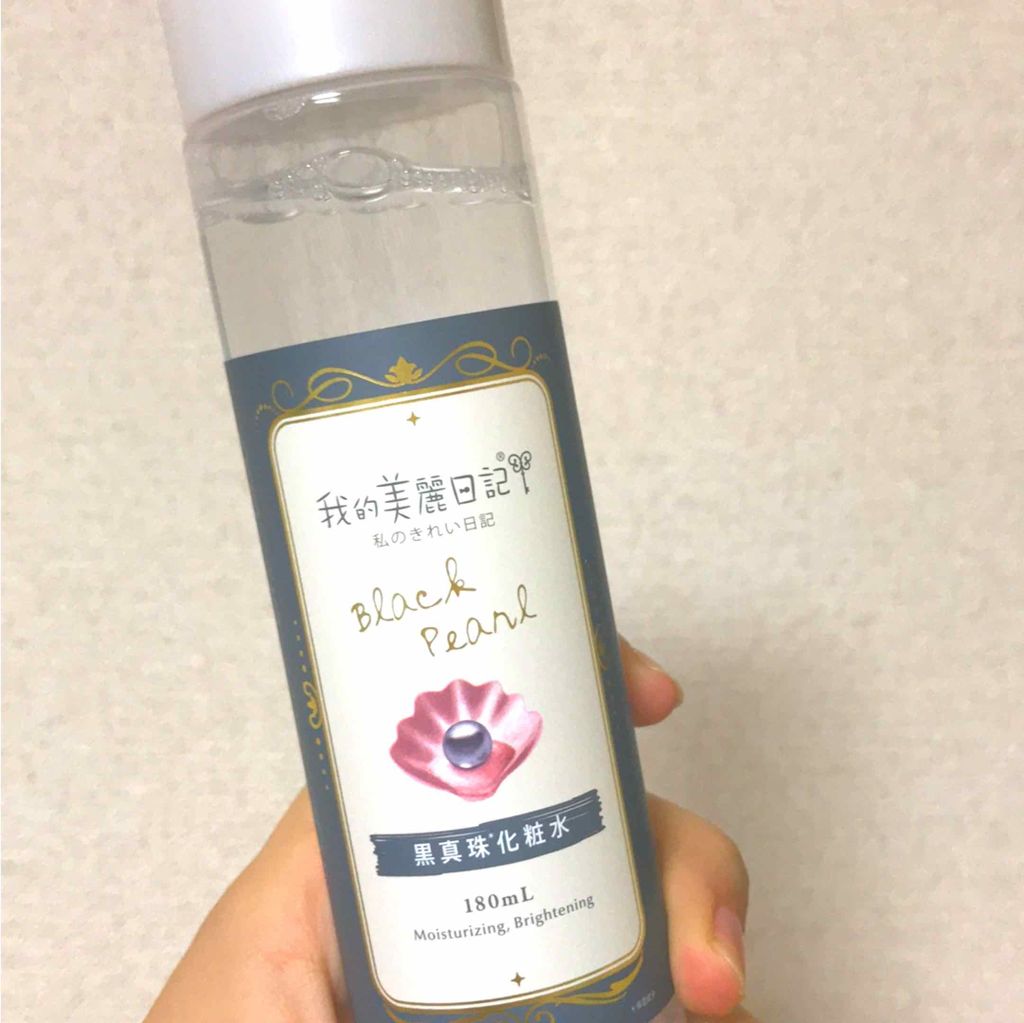 我的美麗日記®
私のきれい日記
Black
Pearl
黒真珠*化粧水
180mL
Moisturizing, Brightening